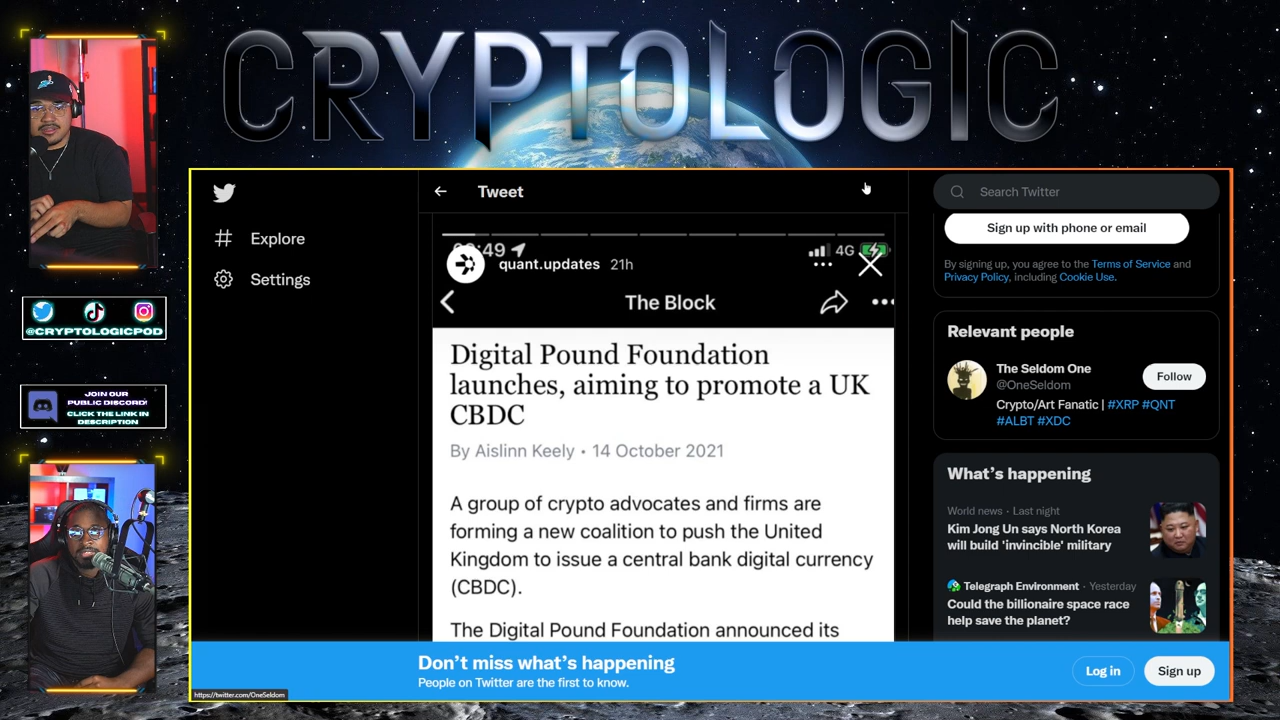 CRYPTOLOGIC
@CRYPTOLOGICPOD
JOIN OUR
PUBLIC DISCORD!
CLICK THE LINK IN
DESCRIPTION
Explore
Settings
Tweet
:49
4G
quant.updates 21h
The Block
Digital Pound Foundation
launches, aiming to promote a UK
CBDC
By Aislinn Keely • 14 October 2021
A group of crypto advocates and firms are
forming a new coalition to push the United
Kingdom to issue a central bank digital currency
(CBDC).
The Digital Pound Foundation announced its
Search Twitter
Sign up with phone or email
By signing up, you agree to the Terms of Service and
Privacy Policy, including Cookie Use.
Relevant people
The Seldom One
@OneSeldom
Follow
Crypto/Art Fanatic | #XRP #QNT
#ALBT #XDC
What's happening
World news · Last night
Kim Jong Un says North Korea
will build 'invincible' military
Telegraph Environment · Yesterday
Could the billionaire space race
help save the planet?
Don't miss what's happening
People on Twitter are the first to know.
Log in
Sign up
https://twitter.com/OneSeldom